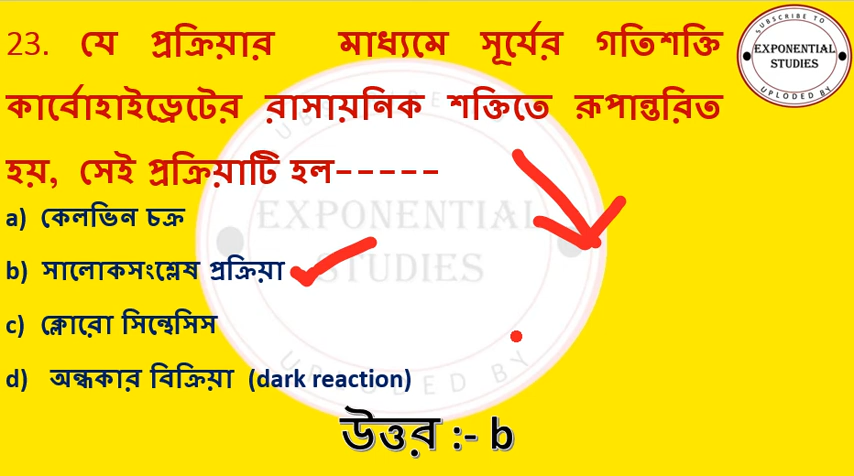 23. যে প্রক্রিয়ার মাধ্যমে সূর্যের গতিশক্তি
কার্বোহাইড্রেটের রাসায়নিক শক্তিতে রূপান্তরিত
হয়, সেই প্রক্রিয়াটি হল-----
a) কেলভিন চক্র
b) সালোকসংশ্লেষ প্রক্রিয়া
c) ক্লোরো সিন্থেসিস
d) অন্ধকার বিক্রিয়া (dark reaction)
উত্তর :- b
SUBSCRIBE TO
EXPONENTIAL
STUDIES
UPLODED BY
EXPONENTIAL
STUDIES